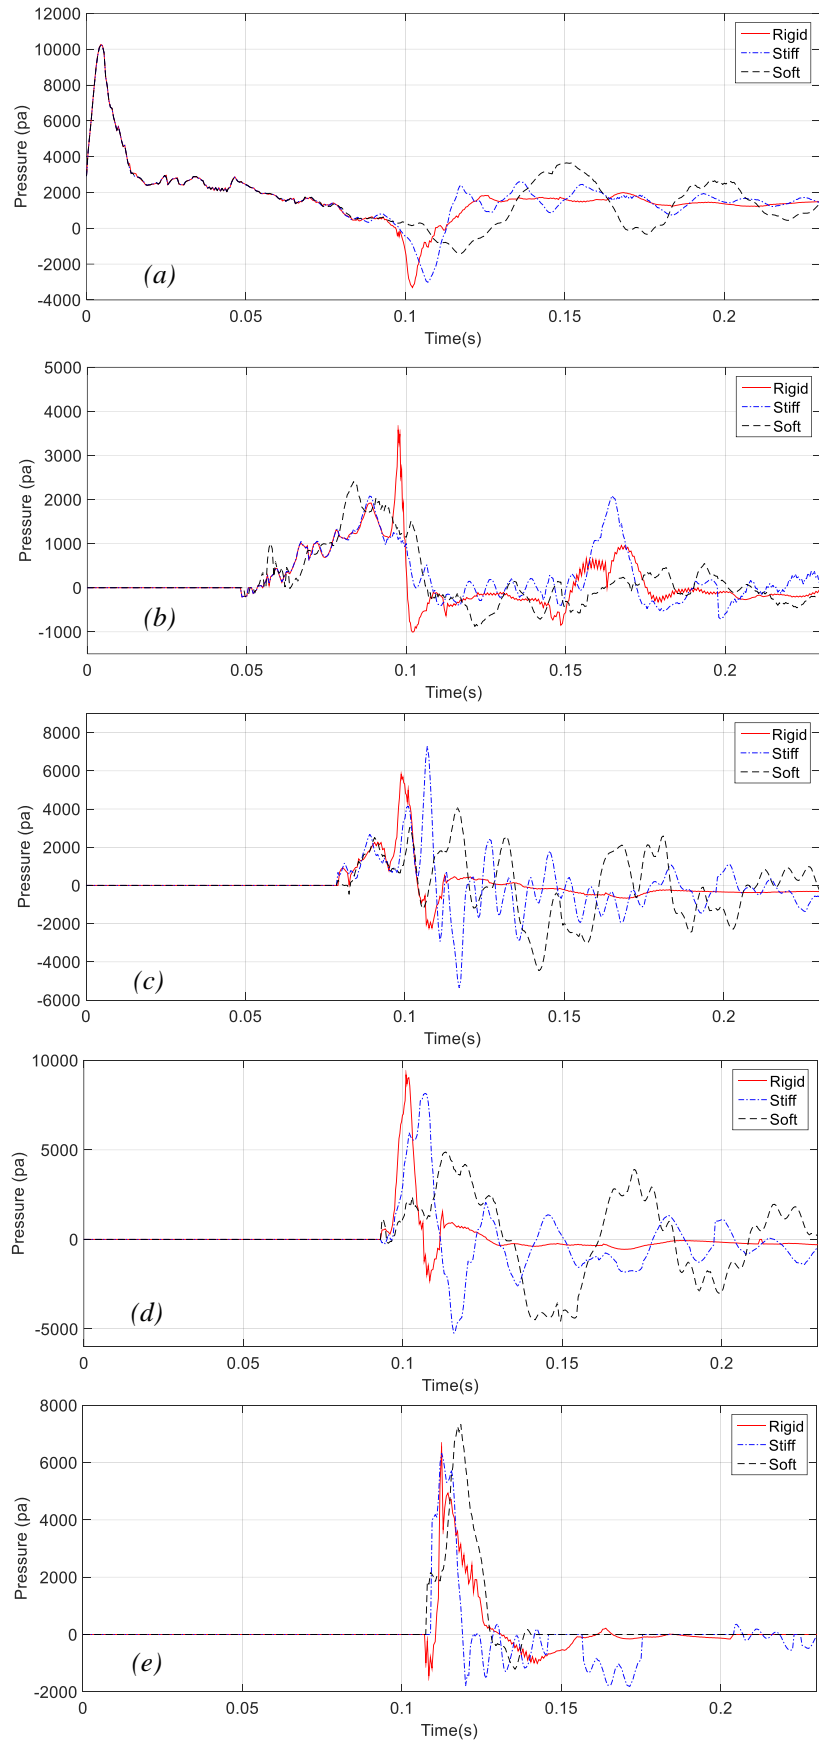 12000
10000
8000
6000
4000
2000
0
-2000
-4000
Pressure (pa)
Rigid
Stiff
Soft
(a)
0 0.05 0.1 0.15 0.2
Time(s)
5000
4000
3000
2000
1000
0
-1000
Pressure (pa)
Rigid
Stiff
Soft
(b)
0 0.05 0.1 0.15 0.2
Time(s)
8000
6000
4000
2000
0
-2000
-4000
-6000
Pressure (pa)
Rigid
Stiff
Soft
(c)
0 0.05 0.1 0.15 0.2
Time(s)
10000
5000
0
-5000
Pressure (pa)
Rigid
Stiff
Soft
(d)
0 0.05 0.1 0.15 0.2
Time(s)
8000
6000
4000
2000
0
-2000
Pressure (pa)
Rigid
Stiff
Soft
(e)
0 0.05 0.1 0.15 0.2
Time(s)